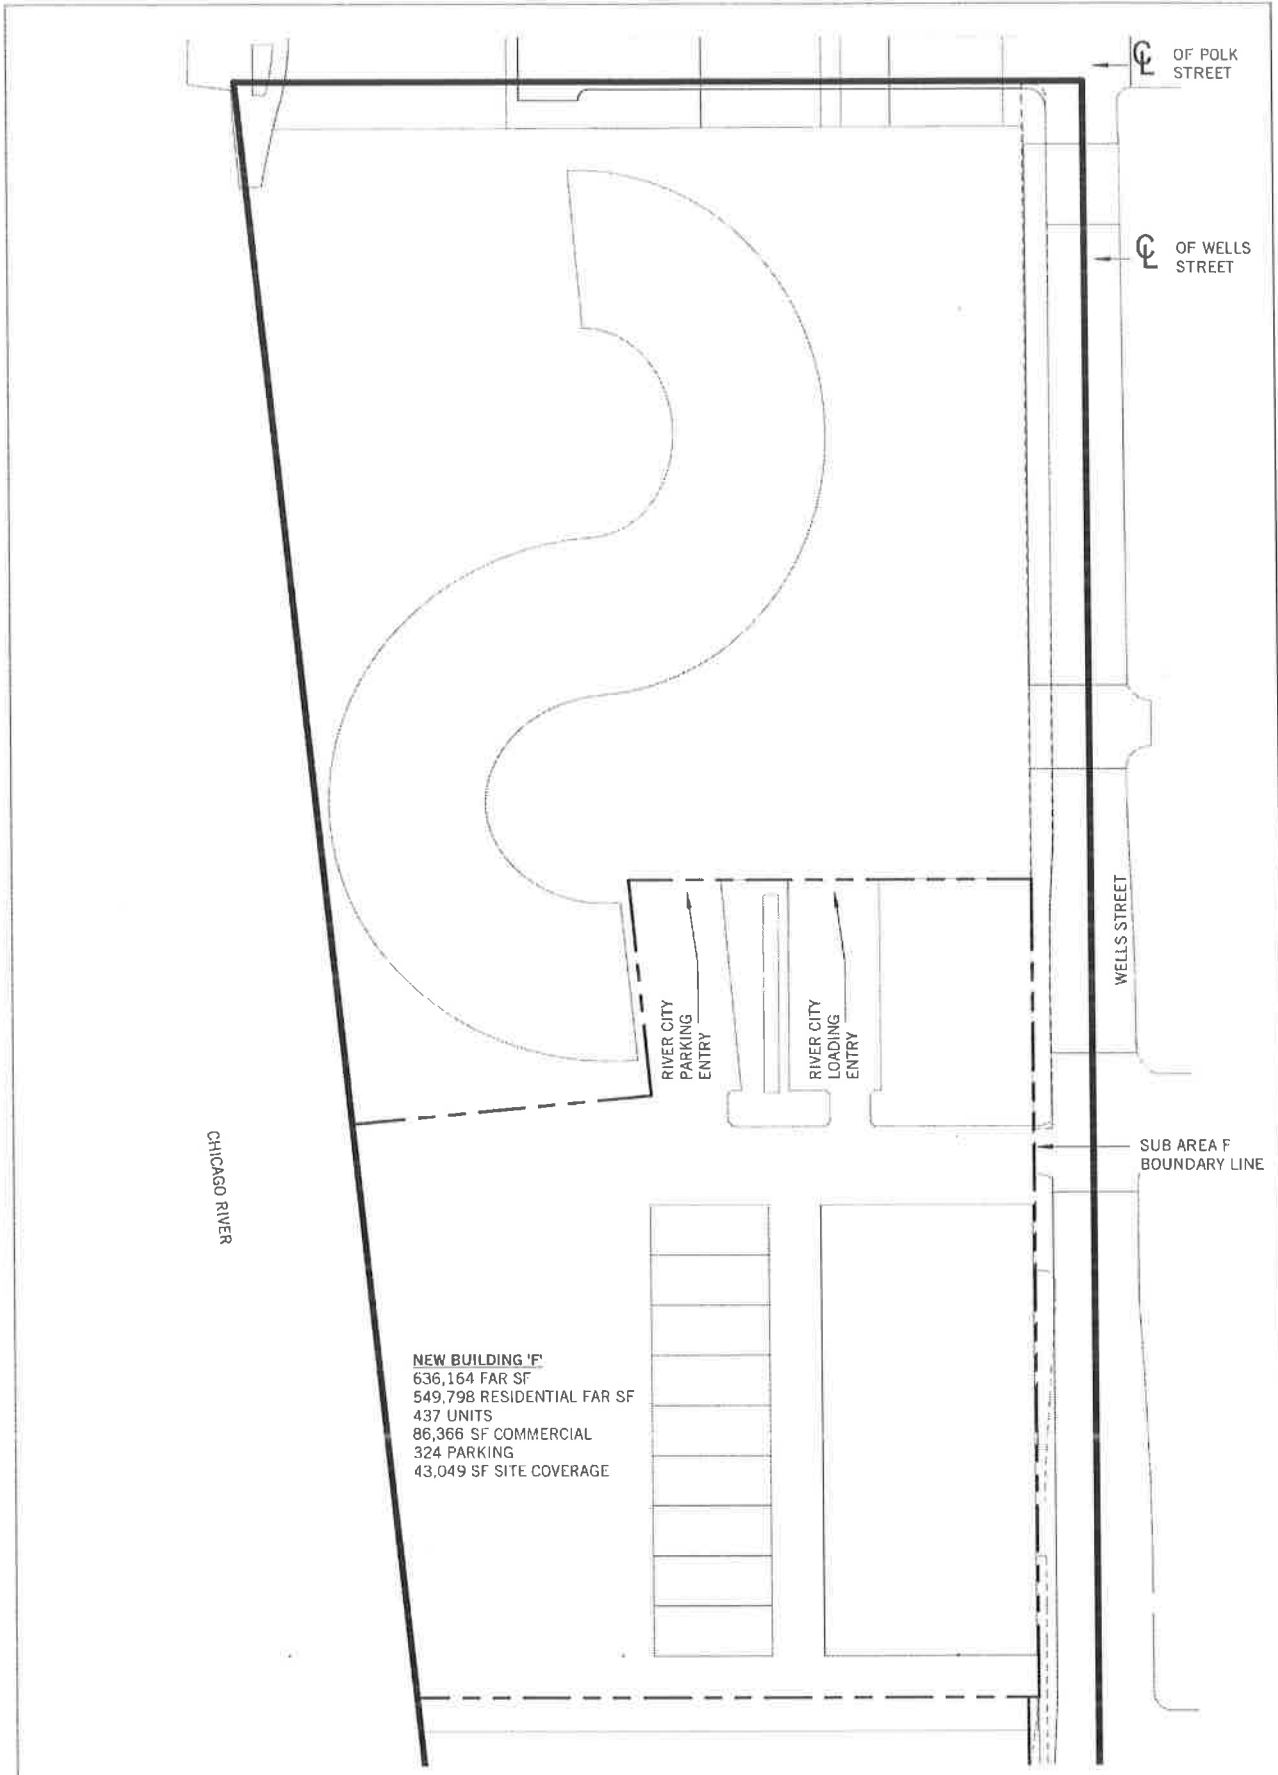 ℄ OF POLK
STREET
℄ OF WELLS
STREET
WELLS STREET
RIVER CITY
PARKING
ENTRY
RIVER CITY
LOADING
ENTRY
SUB AREA F
BOUNDARY LINE
CHICAGO RIVER
NEW BUILDING 'F'
636,164 FAR SF
549,798 RESIDENTIAL FAR SF
437 UNITS
86,366 SF COMMERCIAL
324 PARKING
43,049 SF SITE COVERAGE